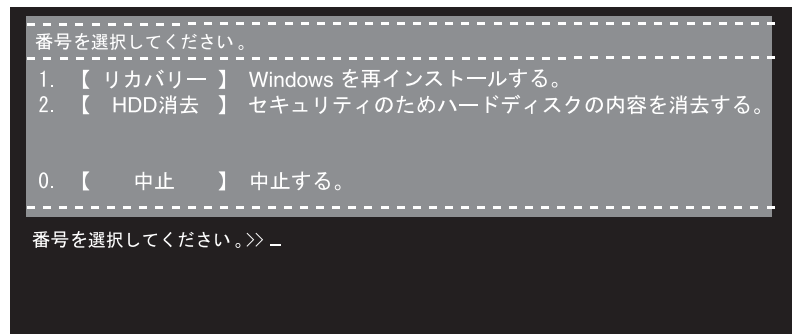 番号を選択してください。
1. 【 リカバリー 】 Windows を再インストールする。
2. 【 HDD消去 】 セキュリティのためハードディスクの内容を消去する。
0. 【 中止 】 中止する。
番号を選択してください。>> _